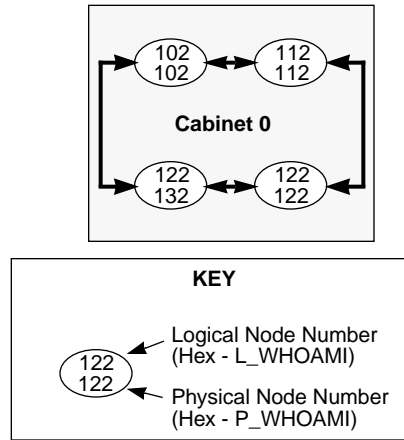 102 112
102 112
Cabinet 0
122 122
132 122
KEY
Logical Node Number
(Hex - L_WHOAMI)
122
122
Physical Node Number
(Hex - P_WHOAMI)